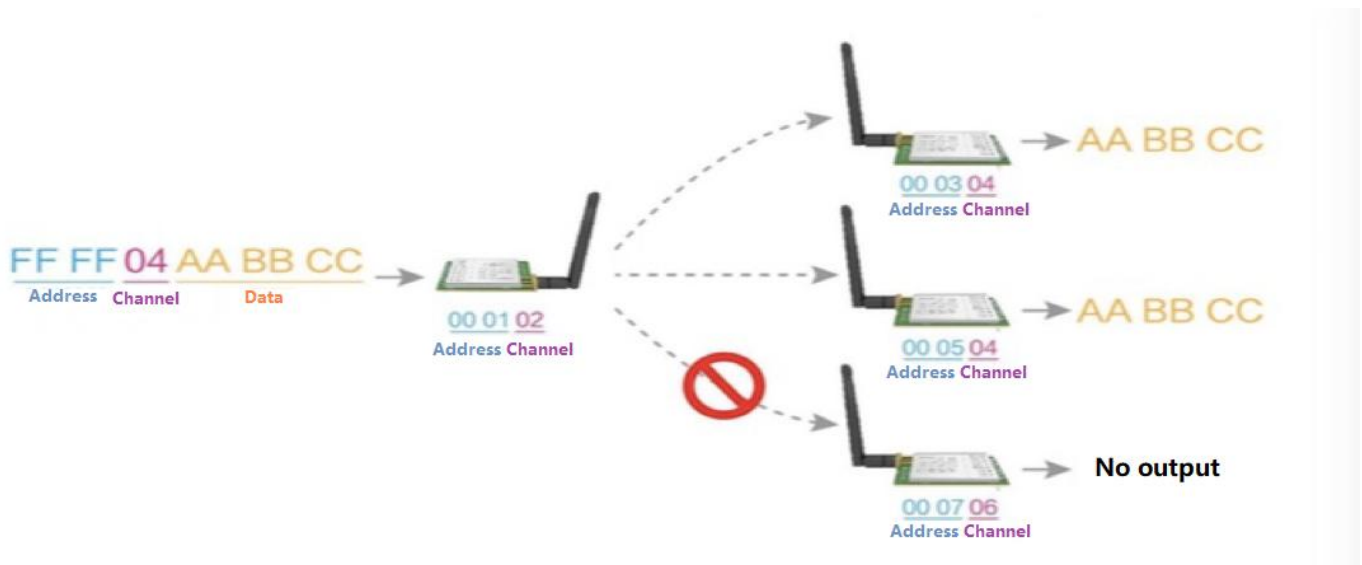 FF FF 04 AA BB CC
Address Channel Data
00 01 02
Address Channel
00 03 04
Address Channel
AA BB CC
00 05 04
Address Channel
AA BB CC
00 07 06
Address Channel
No output